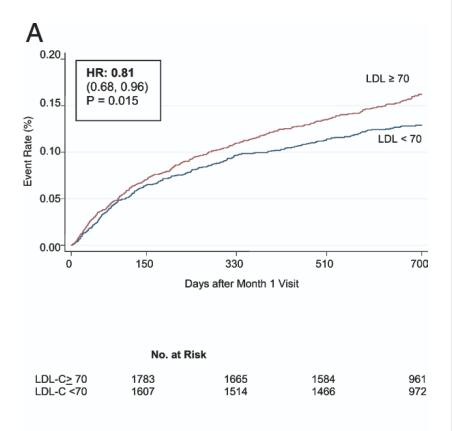 A
0.20
HR: 0.81
(0.68, 0.96)
P = 0.015
LDL ≥ 70
0.15
Event Rate (%)
LDL < 70
0.10
0.05
0.00
0 150 330 510 700
Days after Month 1 Visit
No. at Risk
LDL-C≥ 70 1783 1665 1584 961
LDL-C <70 1607 1514 1466 972